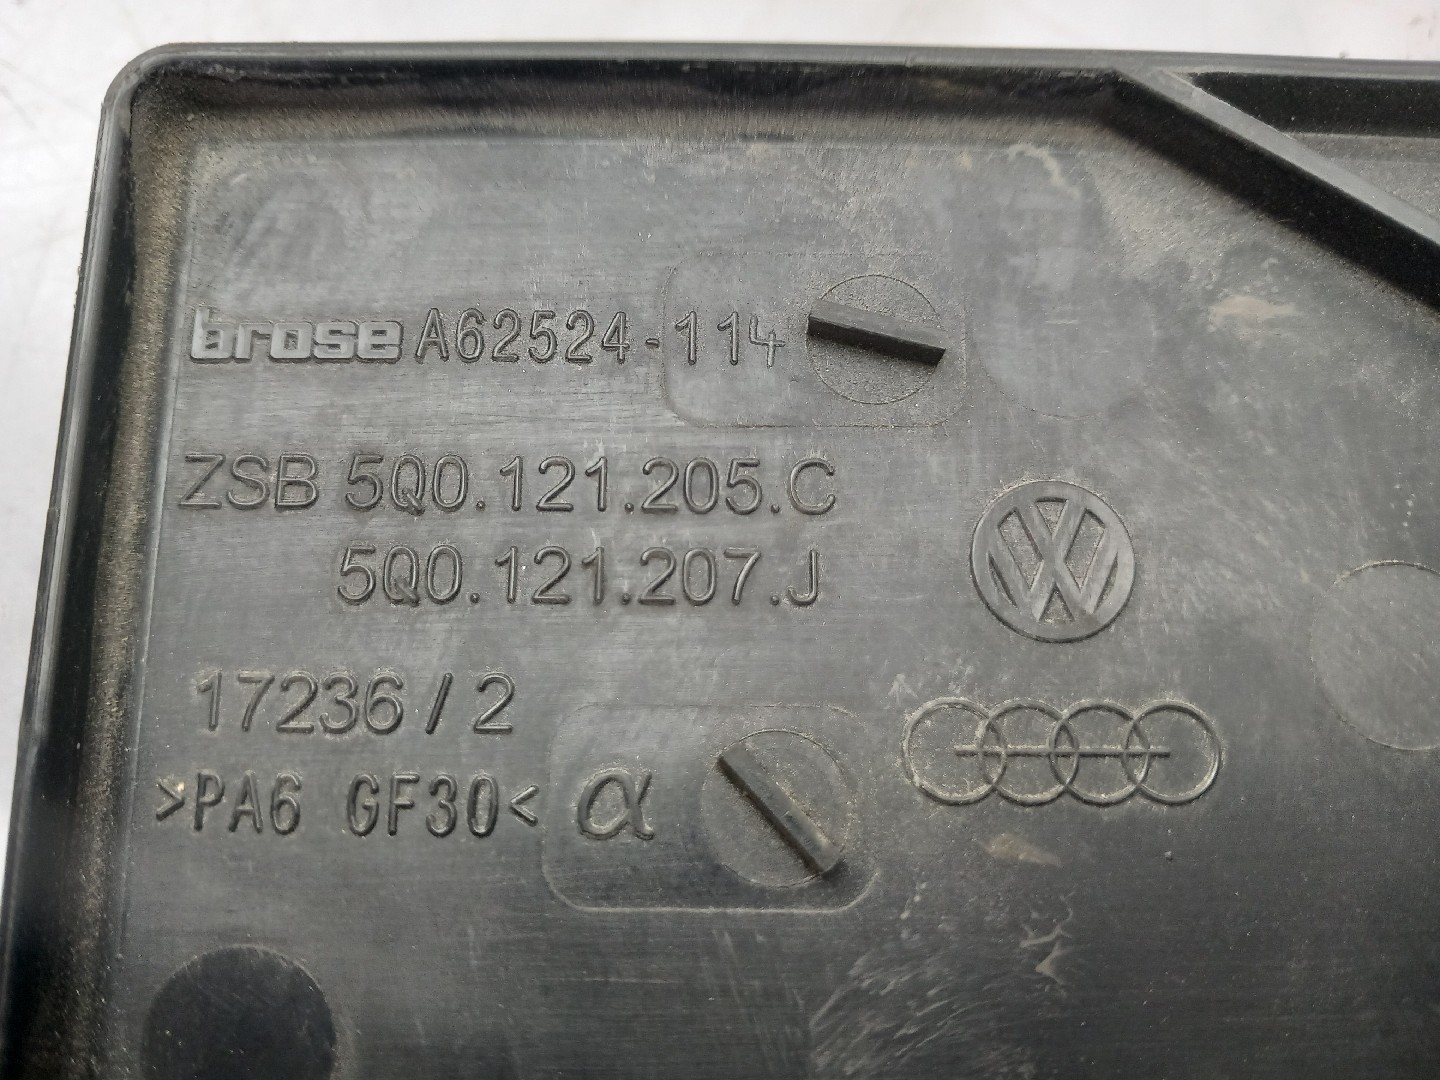 brose A62524-114
ZSB 5Q0.121.205.C
5Q0.121.207.J
17236 / 2
>PA6 GF30< α